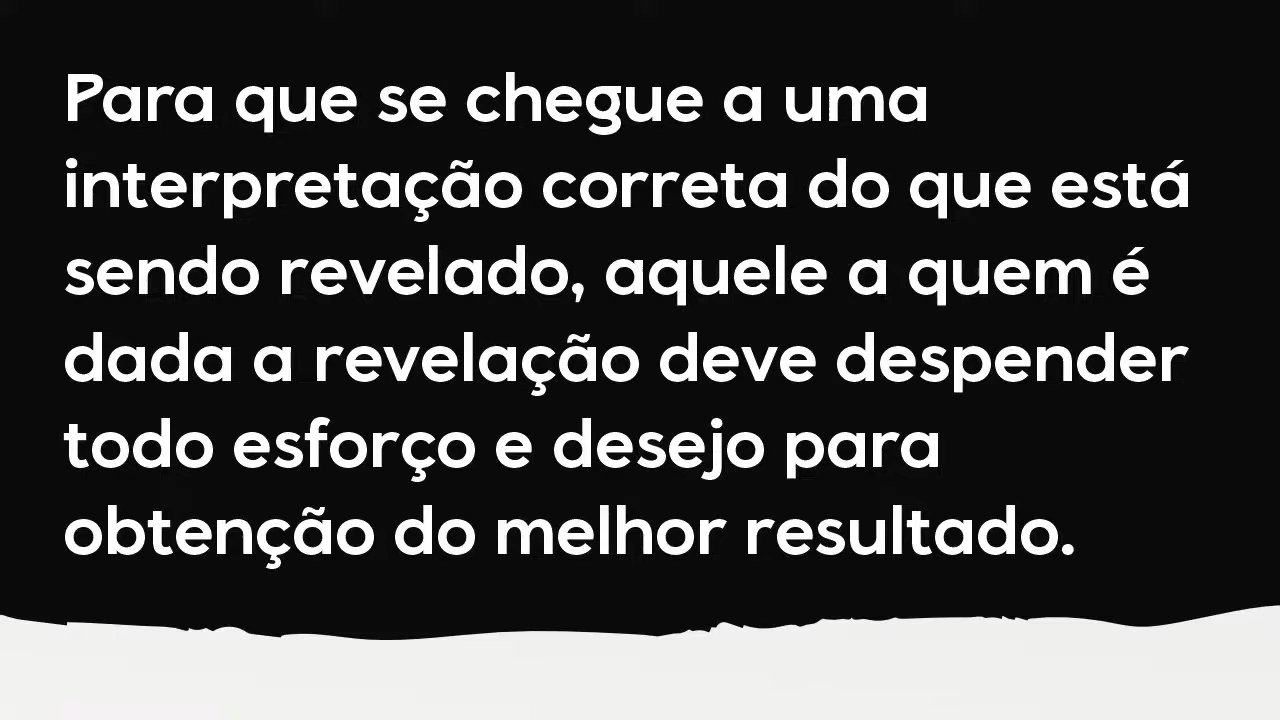 Para que se chegue a uma
interpretação correta do que está
sendo revelado, aquele a quem é
dada a revelação deve despender
todo esforço e desejo para
obtenção do melhor resultado.